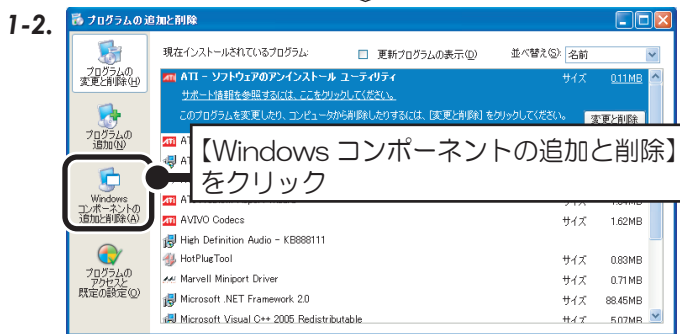 1-2.
プログラムの追加と削除
現在インストールされているプログラム:
更新プログラムの表示(D)
並べ替え(S): 名前
プログラムの
変更と削除(H)
ATI - ソフトウェアのアンインストール ユーティリティ
サイズ 0.11MB
サポート情報を参照するには、ここをクリックしてください。
このプログラムを変更したり、コンピュータから削除したりするには、[変更と削除] をクリックしてください。
変更と削除
プログラムの
追加(N)
【Windows コンポーネントの追加と削除】
をクリック
Windows
コンポーネントの
追加と削除(A)
AVIVO Codecs
サイズ 1.62MB
High Definition Audio - KB888111
HotPlugTool
サイズ 0.83MB
プログラムの
アクセスと
既定の設定(O)
Marvell Miniport Driver
サイズ 0.71MB
Microsoft .NET Framework 2.0
サイズ 88.45MB
Microsoft Visual C++ 2005 Redistributable
サイズ 5.07MB